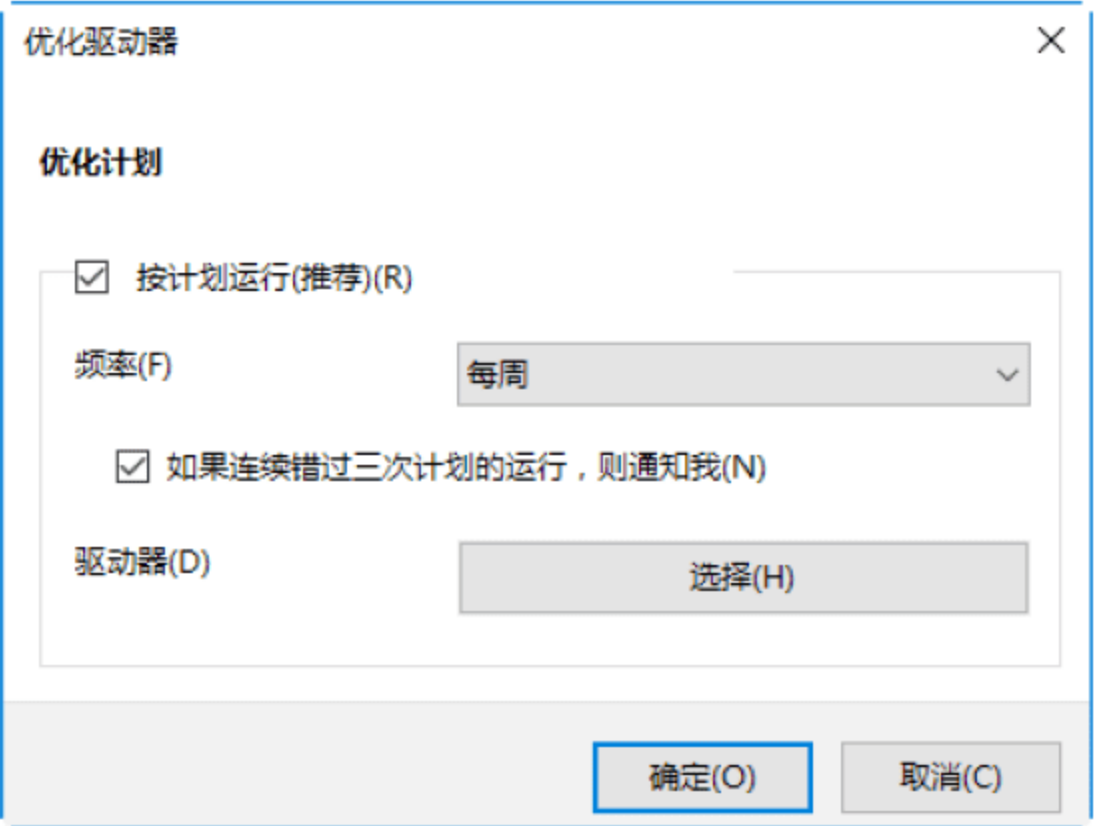 优化驱动器
优化计划
按计划运行(推荐)(R)
频率(F)
每周
如果连续错过三次计划的运行，则通知我(N)
驱动器(D)
选择(H)
确定(O)
取消(C)